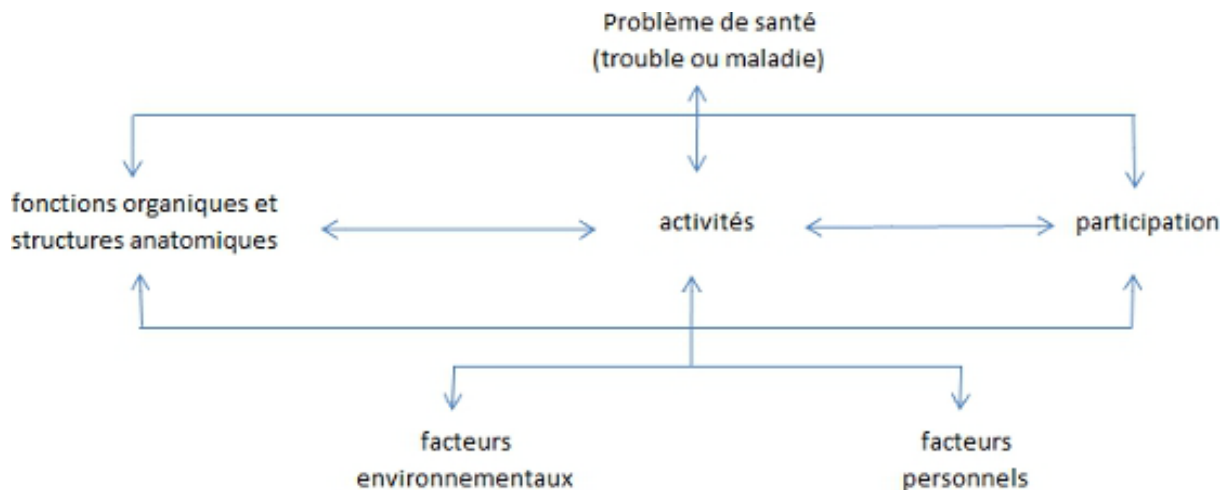 Problème de santé
(trouble ou maladie)
fonctions organiques et
structures anatomiques
activités
participation
facteurs
environnementaux
facteurs
personnels